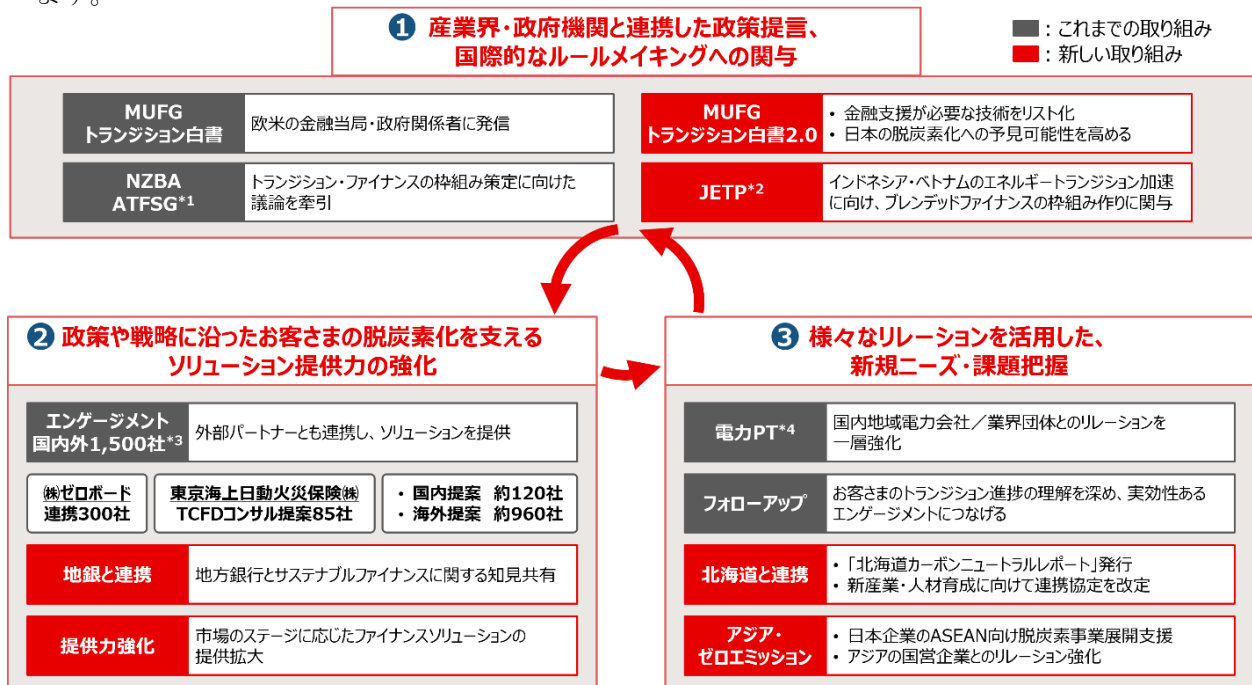 ます。
❶ 産業界・政府機関と連携した政策提言、
国際的なルールメイキングへの関与
■：これまでの取り組み
■：新しい取り組み
MUFG
トランジション白書
欧米の金融当局・政府関係者に発信
MUFG
トランジション白書2.0
・ 金融支援が必要な技術をリスト化
・ 日本の脱炭素化への予見可能性を高める
NZBA
ATFSG*1
トランジション・ファイナンスの枠組み策定に向けた
議論を牽引
JETP*2
インドネシア・ベトナムのエネルギートランジション加速
に向け、ブレンデッドファイナンスの枠組み作りに関与
❷ 政策や戦略に沿ったお客さまの脱炭素化を支える
ソリューション提供力の強化
エンゲージメント
国内外1,500社*3
外部パートナーとも連携し、ソリューションを提供
㈱ゼロボード
連携300社
東京海上日動火災保険㈱
TCFDコンサル提案85社
・ 国内提案 約120社
・ 海外提案 約960社
地銀と連携
地方銀行とサステナブルファイナンスに関する知見共有
提供力強化
市場のステージに応じたファイナンスソリューションの
提供拡大
❸ 様々なリレーションを活用した、
新規ニーズ・課題把握
電力PT*4
国内地域電力会社／業界団体とのリレーションを
一層強化
フォローアップ
お客さまのトランジション進捗の理解を深め、実効性ある
エンゲージメントにつなげる
北海道と連携
・ 「北海道カーボンニュートラルレポート」発行
・ 新産業・人材育成に向けて連携協定を改定
アジア・
ゼロエミッション
・ 日本企業のASEAN向け脱炭素事業展開支援
・ アジアの国営企業とのリレーション強化